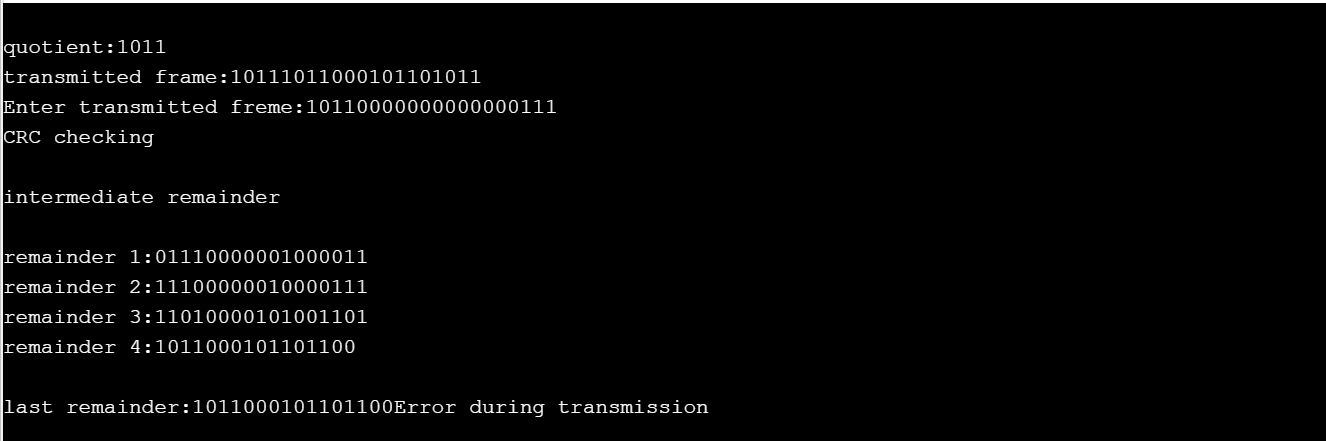 quotient:1011
transmitted frame:10111011000101101011
Enter transmitted freme:10110000000000000111
CRC checking
intermediate remainder
remainder 1:01110000001000011
remainder 2:11100000010000111
remainder 3:11010000101001101
remainder 4:1011000101101100
last remainder:1011000101101100Error during transmission